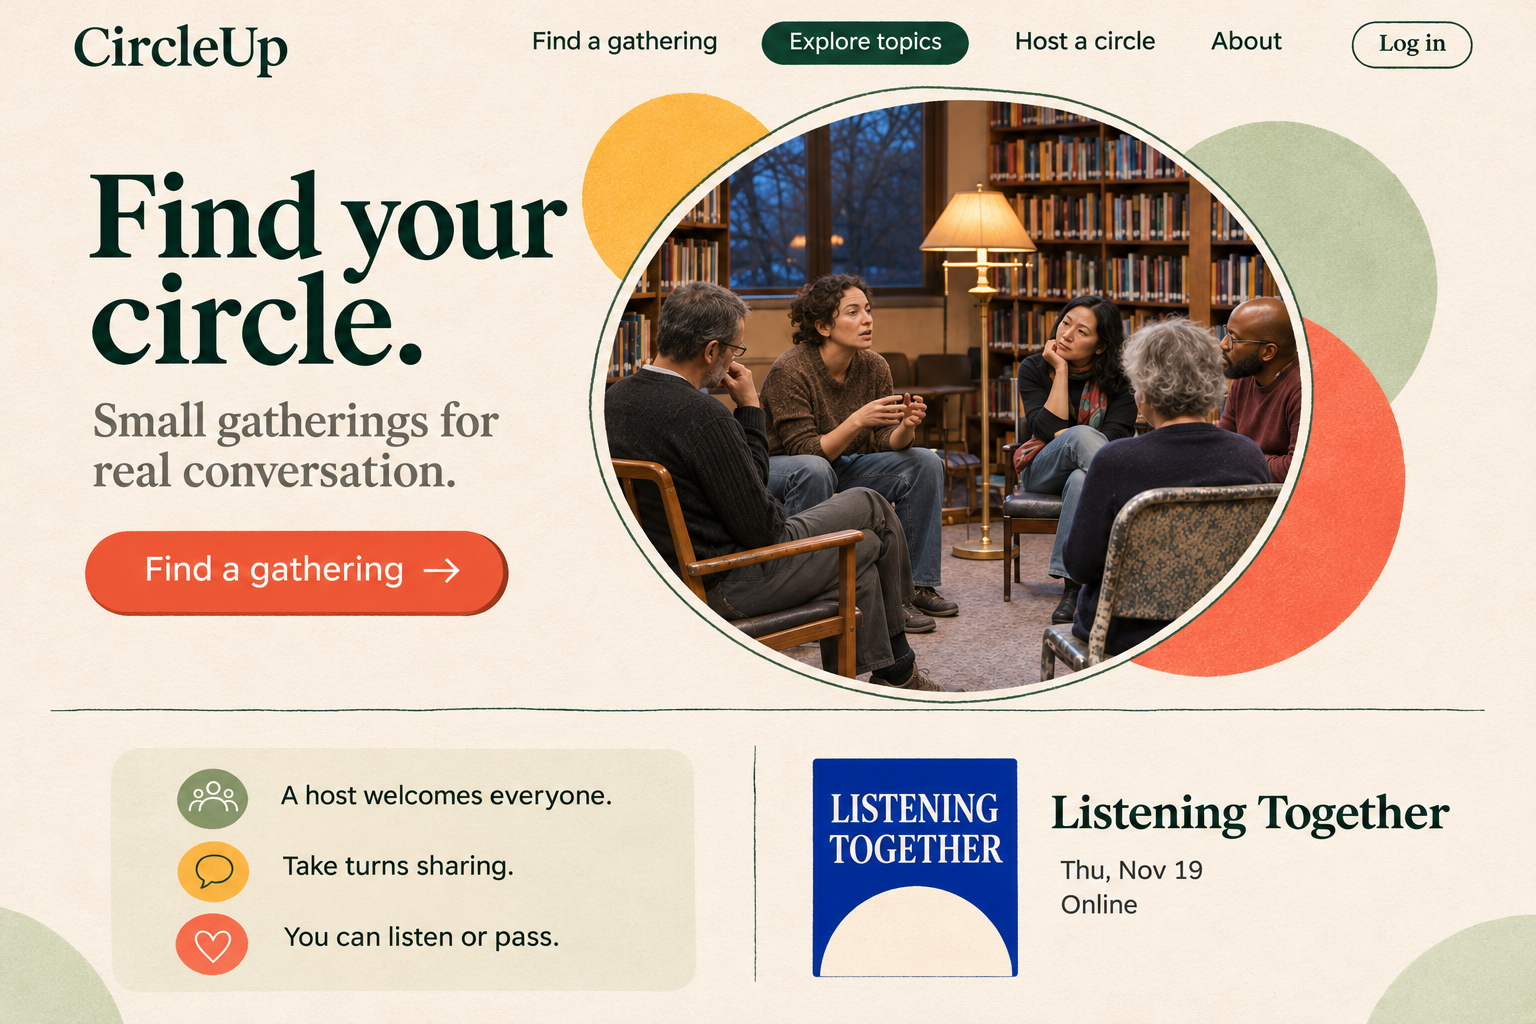 CircleUp
Find a gathering
Explore topics
Host a circle
About
Log in
Find your
circle.
Small gatherings for
real conversation.
Find a gathering →
A host welcomes everyone.
Take turns sharing.
You can listen or pass.
LISTENING
TOGETHER
Listening Together
Thu, Nov 19
Online